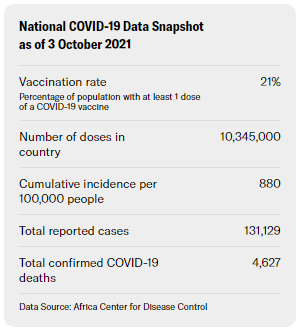 National COVID-19 Data Snapshot
as of 3 October 2021
Vaccination rate 21%
Percentage of population with at least 1 dose
of a COVID-19 vaccine
Number of doses in 10,345,000
country
Cumulative incidence per 880
100,000 people
Total reported cases 131,129
Total confirmed COVID-19 4,627
deaths
Data Source: Africa Center for Disease Control